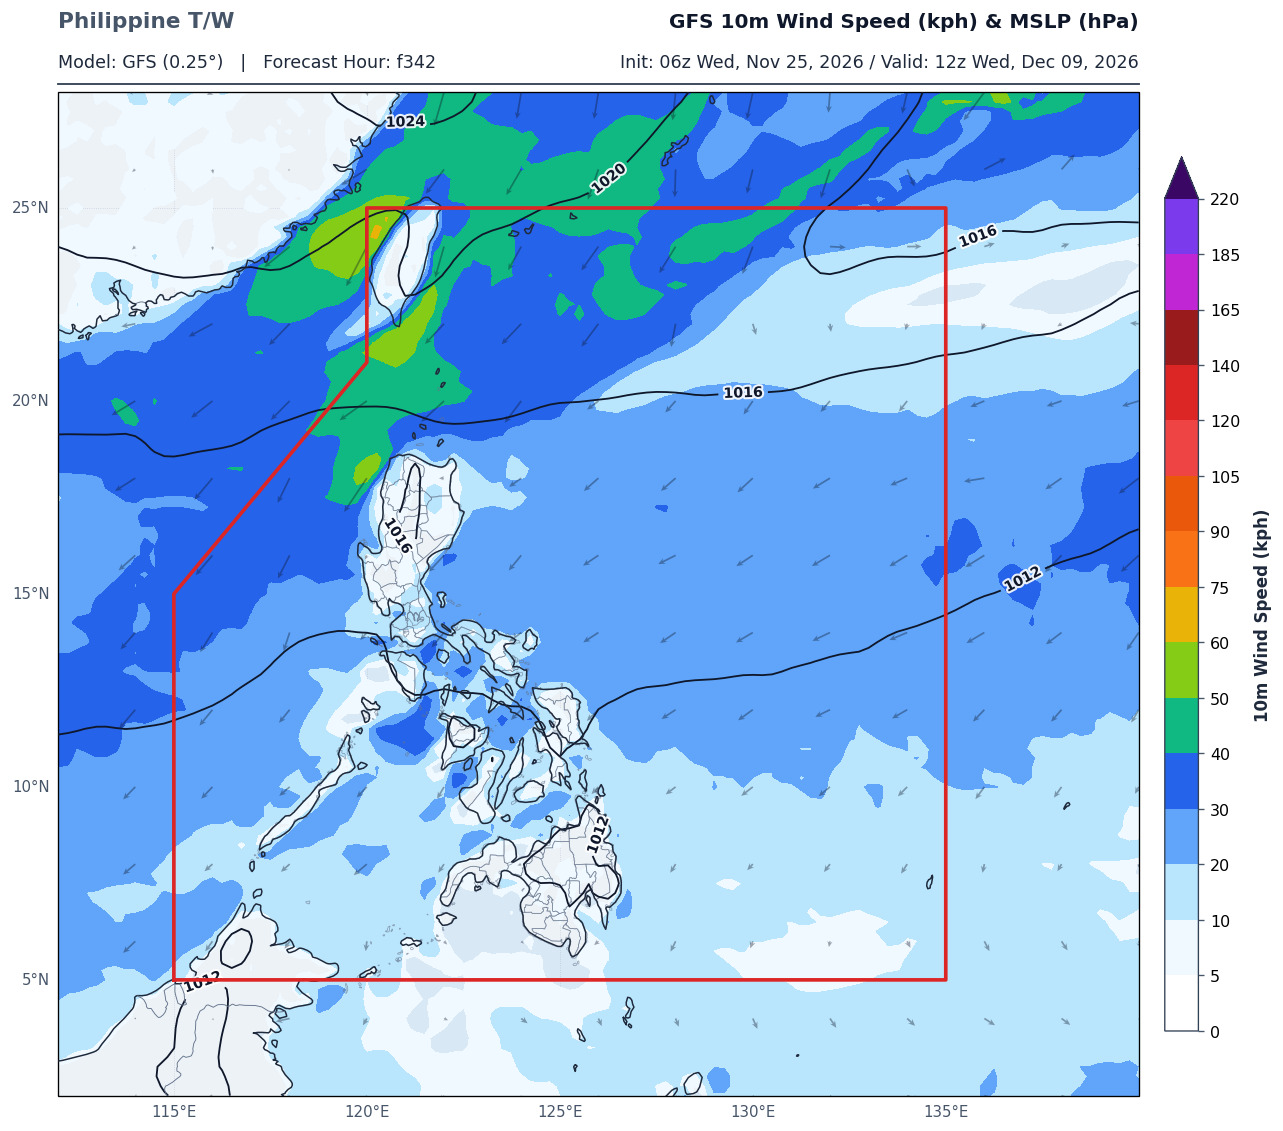 Philippine T/W
GFS 10m Wind Speed (kph) & MSLP (hPa)
Model: GFS (0.25°)   |   Forecast Hour: f342
Init: 06z Wed, Nov 25, 2026 / Valid: 12z Wed, Dec 09, 2026
1024
1020
1016
1016
1016
1012
1012
1012
25°N
20°N
15°N
10°N
5°N
115°E
120°E
125°E
130°E
135°E
220
185
165
140
120
105
90
75
60
50
40
30
20
10
5
0
10m Wind Speed (kph)